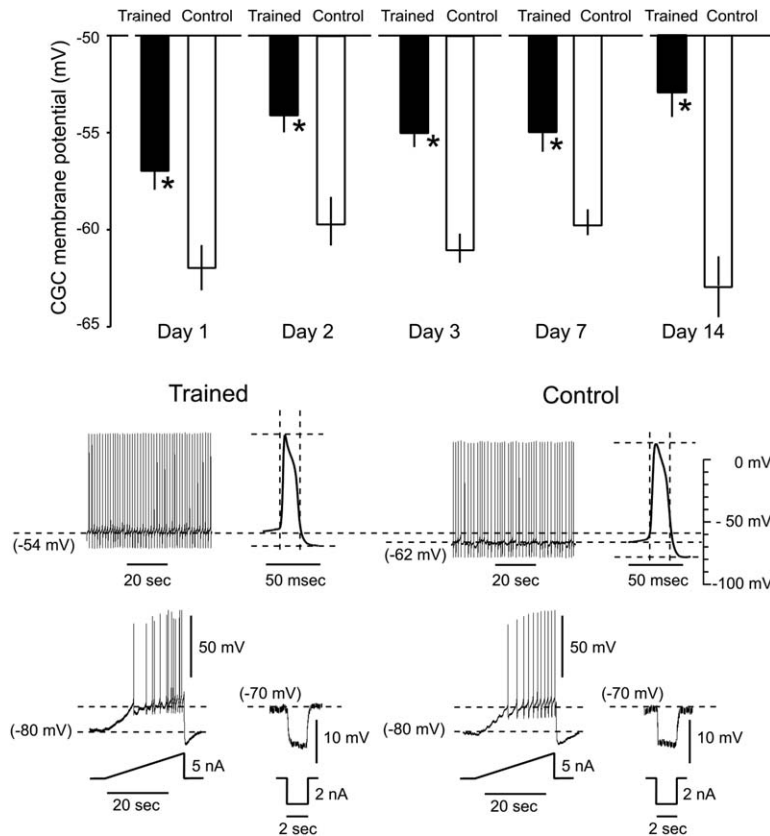 Trained Control Trained Control Trained Control Trained Control Trained Control
CGC membrane potential (mV)
-50
-55
-60
-65
* * * * *
Day 1 Day 2 Day 3 Day 7 Day 14
Trained Control
0 mV
-50 mV
-100 mV
(-54 mV) (-62 mV)
20 sec 50 msec 20 sec 50 msec
50 mV 50 mV
(-70 mV) (-70 mV)
(-80 mV) 10 mV (-80 mV) 10 mV
5 nA 5 nA
2 nA 2 nA
20 sec 20 sec
2 sec 2 sec